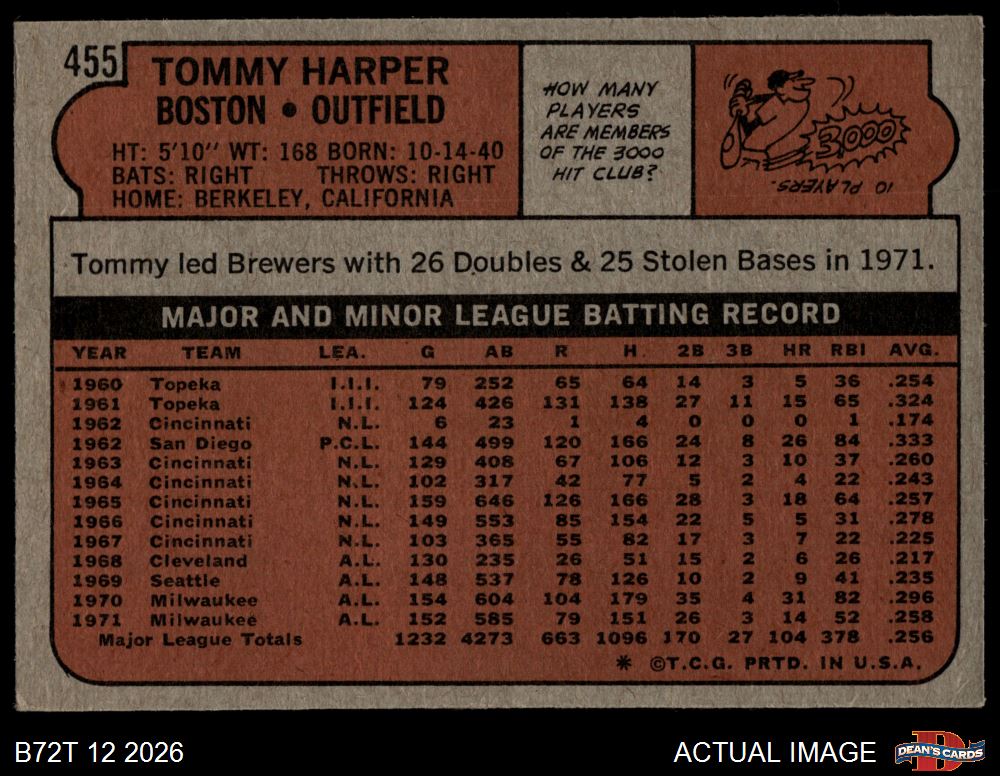 455
TOMMY HARPER
BOSTON • OUTFIELD
HT: 5'10" WT: 168 BORN: 10-14-40
BATS: RIGHT THROWS: RIGHT
HOME: BERKELEY, CALIFORNIA
HOW MANY
PLAYERS
ARE MEMBERS
OF THE 3000
HIT CLUB?
3000
10 PLAYERS.
Tommy led Brewers with 26 Doubles & 25 Stolen Bases in 1971.
MAJOR AND MINOR LEAGUE BATTING RECORD
YEAR TEAM LEA. G AB R H 2B 3B HR RBI AVG.
1960 Topeka I.I.I. 79 252 65 64 14 3 5 36 .254
1961 Topeka I.I.I. 124 426 131 138 27 11 15 65 .324
1962 Cincinnati N.L. 6 23 1 4 0 0 0 1 .174
1962 San Diego P.C.L. 144 499 120 166 24 8 26 84 .333
1963 Cincinnati N.L. 129 408 67 106 12 3 10 37 .260
1964 Cincinnati N.L. 102 317 42 77 5 2 4 22 .243
1965 Cincinnati N.L. 159 646 126 166 28 3 18 64 .257
1966 Cincinnati N.L. 149 553 85 154 22 5 5 31 .278
1967 Cincinnati N.L. 103 365 55 82 17 3 7 22 .225
1968 Cleveland A.L. 130 235 26 51 15 2 6 26 .217
1969 Seattle A.L. 148 537 78 126 10 2 9 41 .235
1970 Milwaukee A.L. 154 604 104 179 35 4 31 82 .296
1971 Milwaukee A.L. 152 585 79 151 26 3 14 52 .258
Major League Totals 1232 4273 663 1096 170 27 104 378 .256
* ©T.C.G. PRTD. IN U.S.A.
B72T 12 2026
ACTUAL IMAGE
D
DEAN'S CARDS